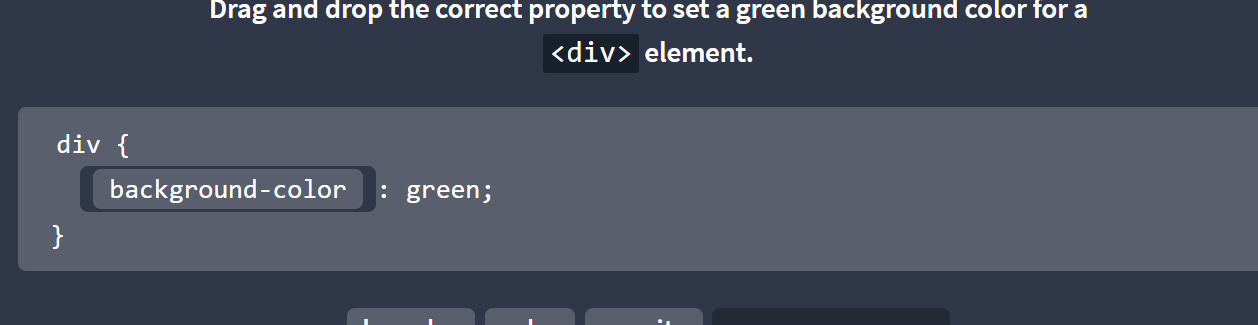 Drag and drop the correct property to set a green background color for a
<div> element.
div {
background-color : green;
}